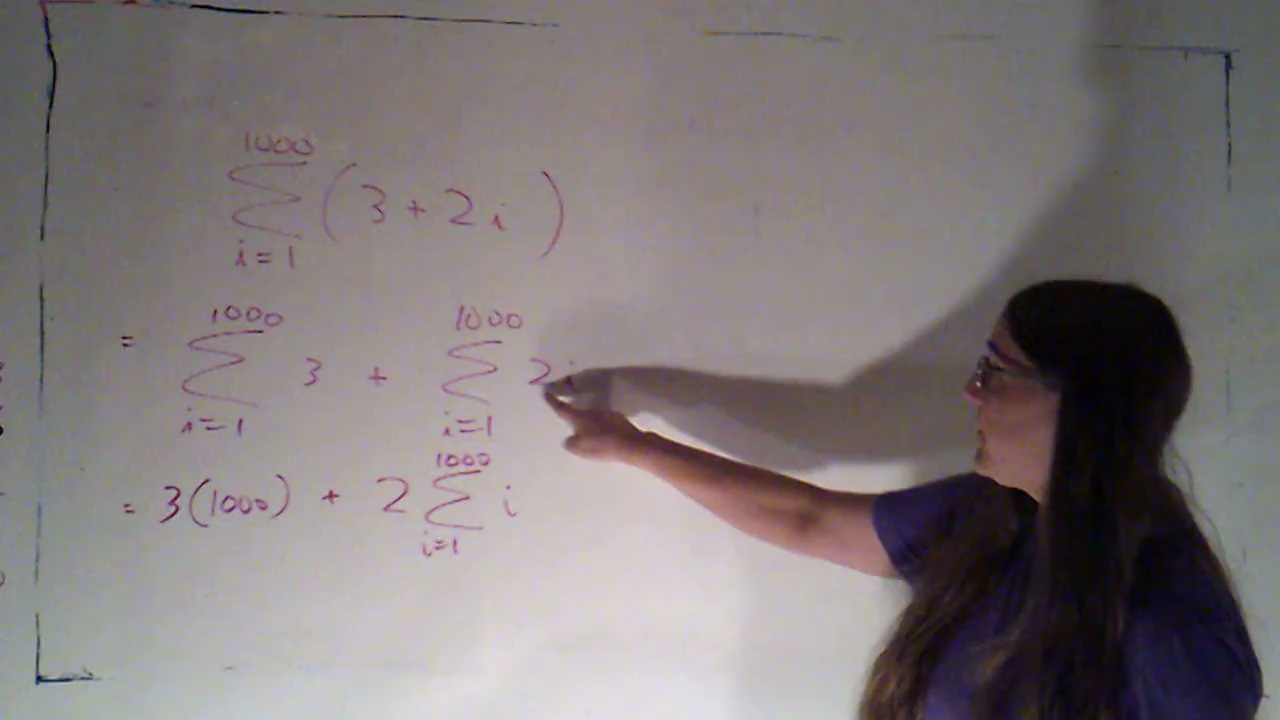 1000
∑ (3 + 2i)
i=1
1000 1000
= ∑ 3 + ∑ 2i
i=1 i=1
1000
= 3(1000) + 2 ∑ i
i=1